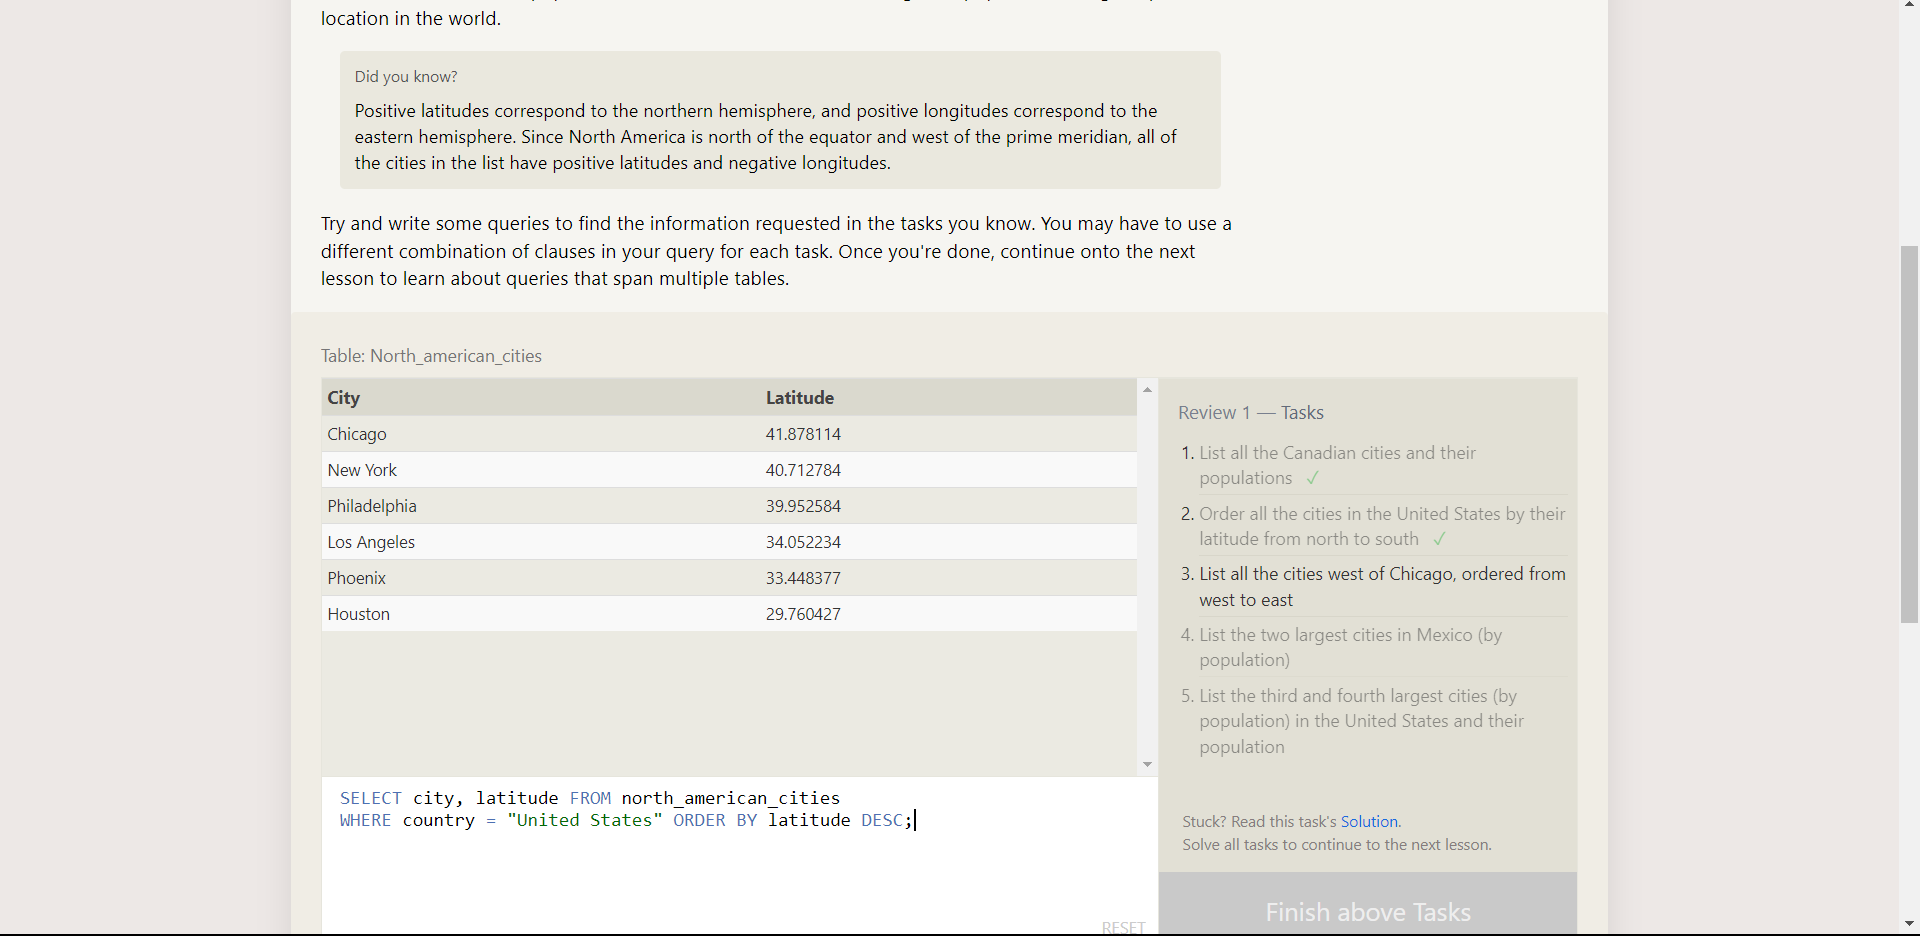 location in the world.
Did you know?
Positive latitudes correspond to the northern hemisphere, and positive longitudes correspond to the
eastern hemisphere. Since North America is north of the equator and west of the prime meridian, all of
the cities in the list have positive latitudes and negative longitudes.
Try and write some queries to find the information requested in the tasks you know. You may have to use a
different combination of clauses in your query for each task. Once you're done, continue onto the next
lesson to learn about queries that span multiple tables.
Table: North_american_cities
City Latitude
Chicago 41.878114
New York 40.712784
Philadelphia 39.952584
Los Angeles 34.052234
Phoenix 33.448377
Houston 29.760427
SELECT city, latitude FROM north_american_cities
WHERE country = "United States" ORDER BY latitude DESC;
RESET
Review 1 — Tasks
1. List all the Canadian cities and their
populations ✓
2. Order all the cities in the United States by their
latitude from north to south ✓
3. List all the cities west of Chicago, ordered from
west to east
4. List the two largest cities in Mexico (by
population)
5. List the third and fourth largest cities (by
population) in the United States and their
population
Stuck? Read this task's Solution.
Solve all tasks to continue to the next lesson.
Finish above Tasks